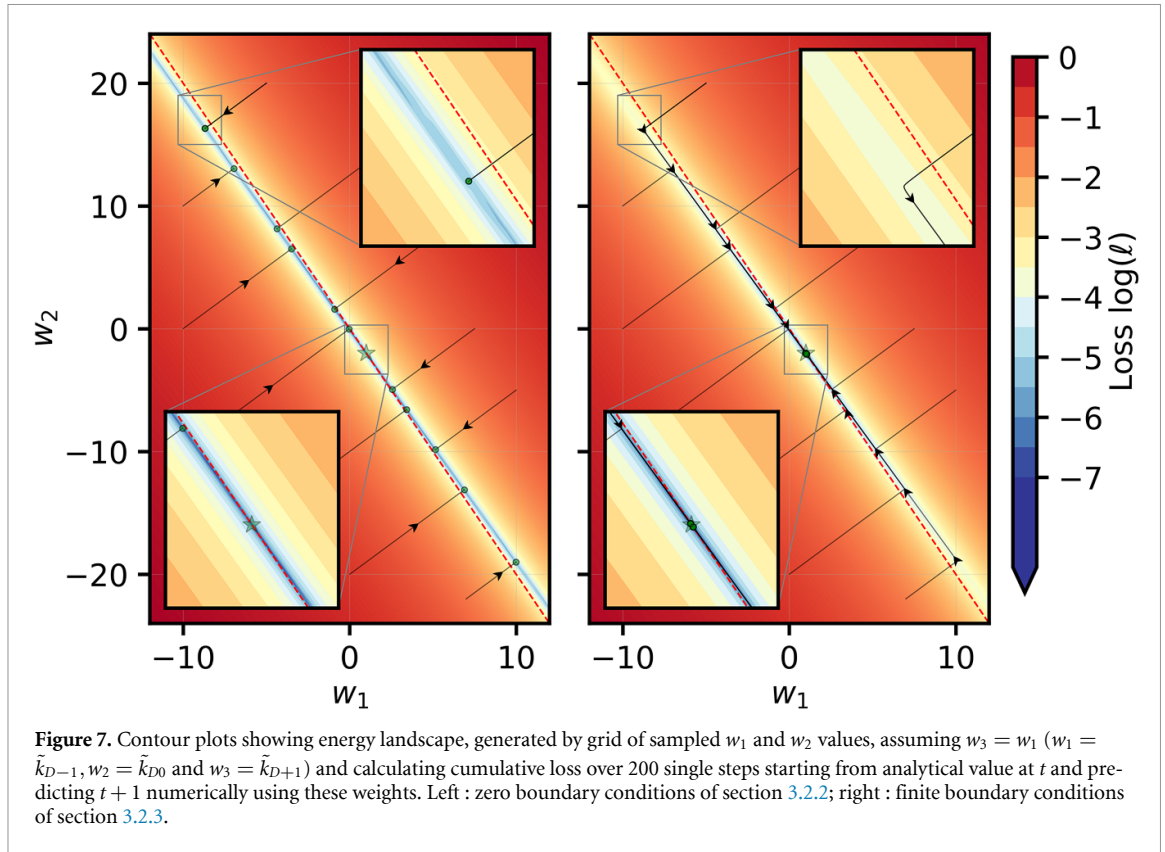 20
10
0
−10
−20
w₂
−10
0
10
w₁
−10
0
10
w₁
0
−1
−2
−3
−4
−5
−6
−7
Loss log(ℓ)
Figure 7. Contour plots showing energy landscape, generated by grid of sampled w₁ and w₂ values, assuming w₃ = w₁ (w₁ =
k̃_{D−1}, w₂ = k̃_{D0} and w₃ = k̃_{D+1}) and calculating cumulative loss over 200 single steps starting from analytical value at t and pre-
dicting t + 1 numerically using these weights. Left : zero boundary conditions of section 3.2.2; right : finite boundary conditions
of section 3.2.3.